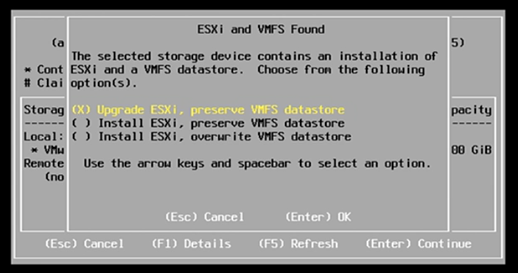 ESXi and VMFS Found
(a
5)
The selected storage device contains an installation of
* Cont ESXi and a VMFS datastore. Choose from the following
# Clai option(s).
Storag (X) Upgrade ESXi, preserve VMFS datastore pacity
------ ( ) Install ESXi, preserve VMFS datastore ------
Local: ( ) Install ESXi, overwrite VMFS datastore
* VMw 00 GiB
Remote Use the arrow keys and spacebar to select an option.
(no
(Esc) Cancel (Enter) OK
(Esc) Cancel (F1) Details (F5) Refresh (Enter) Continue